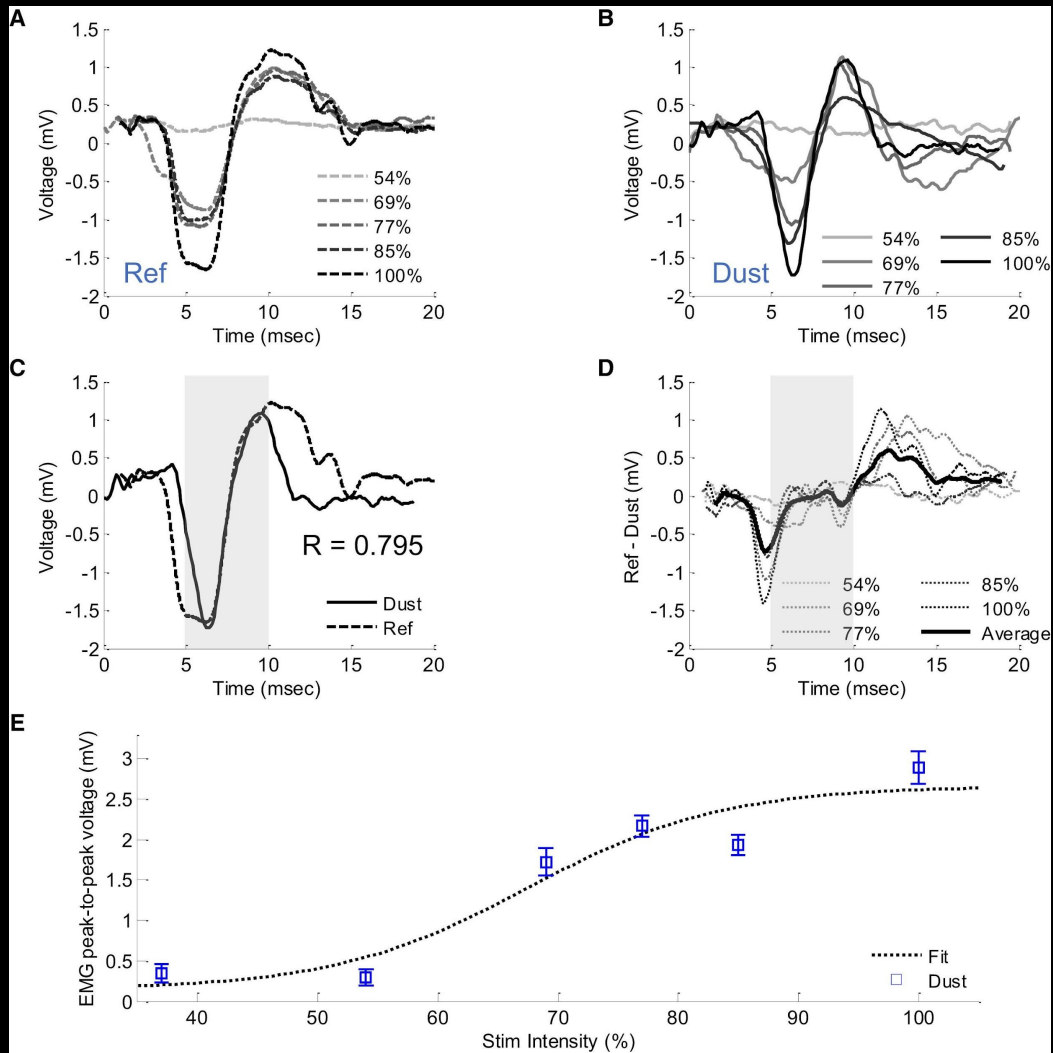 A
1.5
1
0.5
0
-0.5
-1
-1.5
-2
Voltage (mV)
54%
69%
77%
85%
100%
Ref
0 5 10 15 20
Time (msec)
B
1.5
1
0.5
0
-0.5
-1
-1.5
-2
Voltage (mV)
54% 85%
69% 100%
77%
Dust
0 5 10 15 20
Time (msec)
C
1.5
1
0.5
0
-0.5
-1
-1.5
-2
Voltage (mV)
R = 0.795
Dust
Ref
0 5 10 15 20
Time (msec)
D
1.5
1
0.5
0
-0.5
-1
-1.5
-2
Ref - Dust (mV)
54% 85%
69% 100%
77% Average
0 5 10 15 20
Time (msec)
E
3
2.5
2
1.5
1
0.5
0
EMG peak-to-peak voltage (mV)
Fit
Dust
40 50 60 70 80 90 100
Stim Intensity (%)